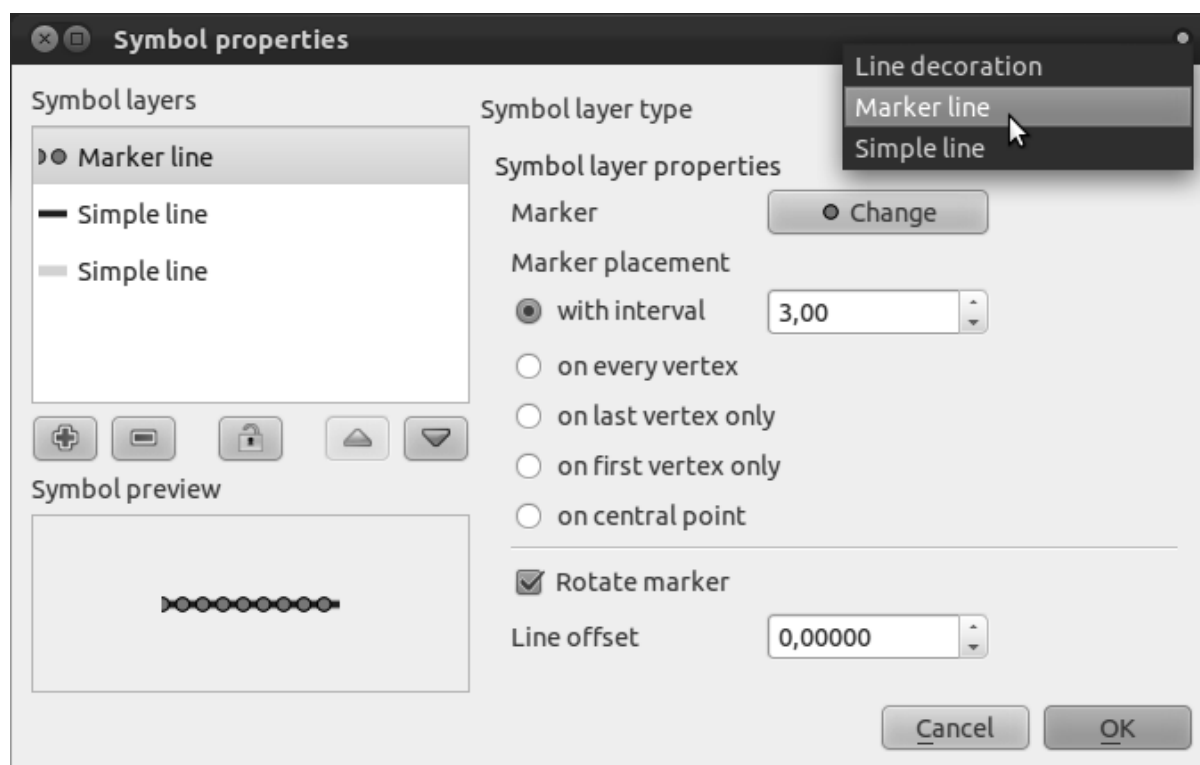 Symbol properties
Symbol layers
Marker line
Simple line
Simple line
Symbol preview
Symbol layer type
Line decoration
Marker line
Simple line
Symbol layer properties
Marker
Change
Marker placement
with interval
3,00
on every vertex
on last vertex only
on first vertex only
on central point
Rotate marker
Line offset
0,00000
Cancel
OK